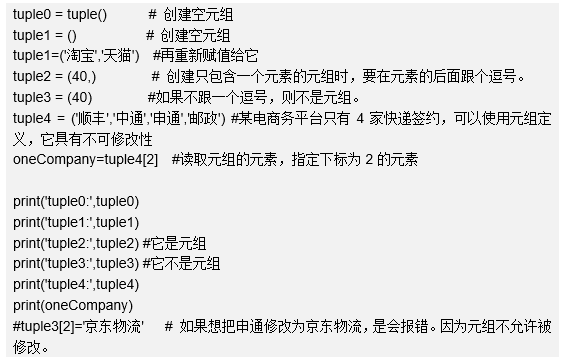 tuple0 = tuple()      # 创建空元组
tuple1 = ()           # 创建空元组
tuple1=('淘宝','天猫')   #再重新赋值给它
tuple2 = (40,)         # 创建只包含一个元素的元组时，要在元素的后面跟个逗号。
tuple3 = (40)         #如果不跟一个逗号，则不是元组。
tuple4 = ('顺丰','中通','申通','邮政') #某电商务平台只有 4 家快递签约，可以使用元组定
义，它具有不可修改性
oneCompany=tuple4[2]   #读取元组的元素，指定下标为 2 的元素
print('tuple0:',tuple0)
print('tuple1:',tuple1)
print('tuple2:',tuple2) #它是元组
print('tuple3:',tuple3) #它不是元组
print('tuple4:',tuple4)
print(oneCompany)
#tuple3[2]='京东物流'   # 如果想把申通修改为京东物流，是会报错。因为元组不允许被
修改。